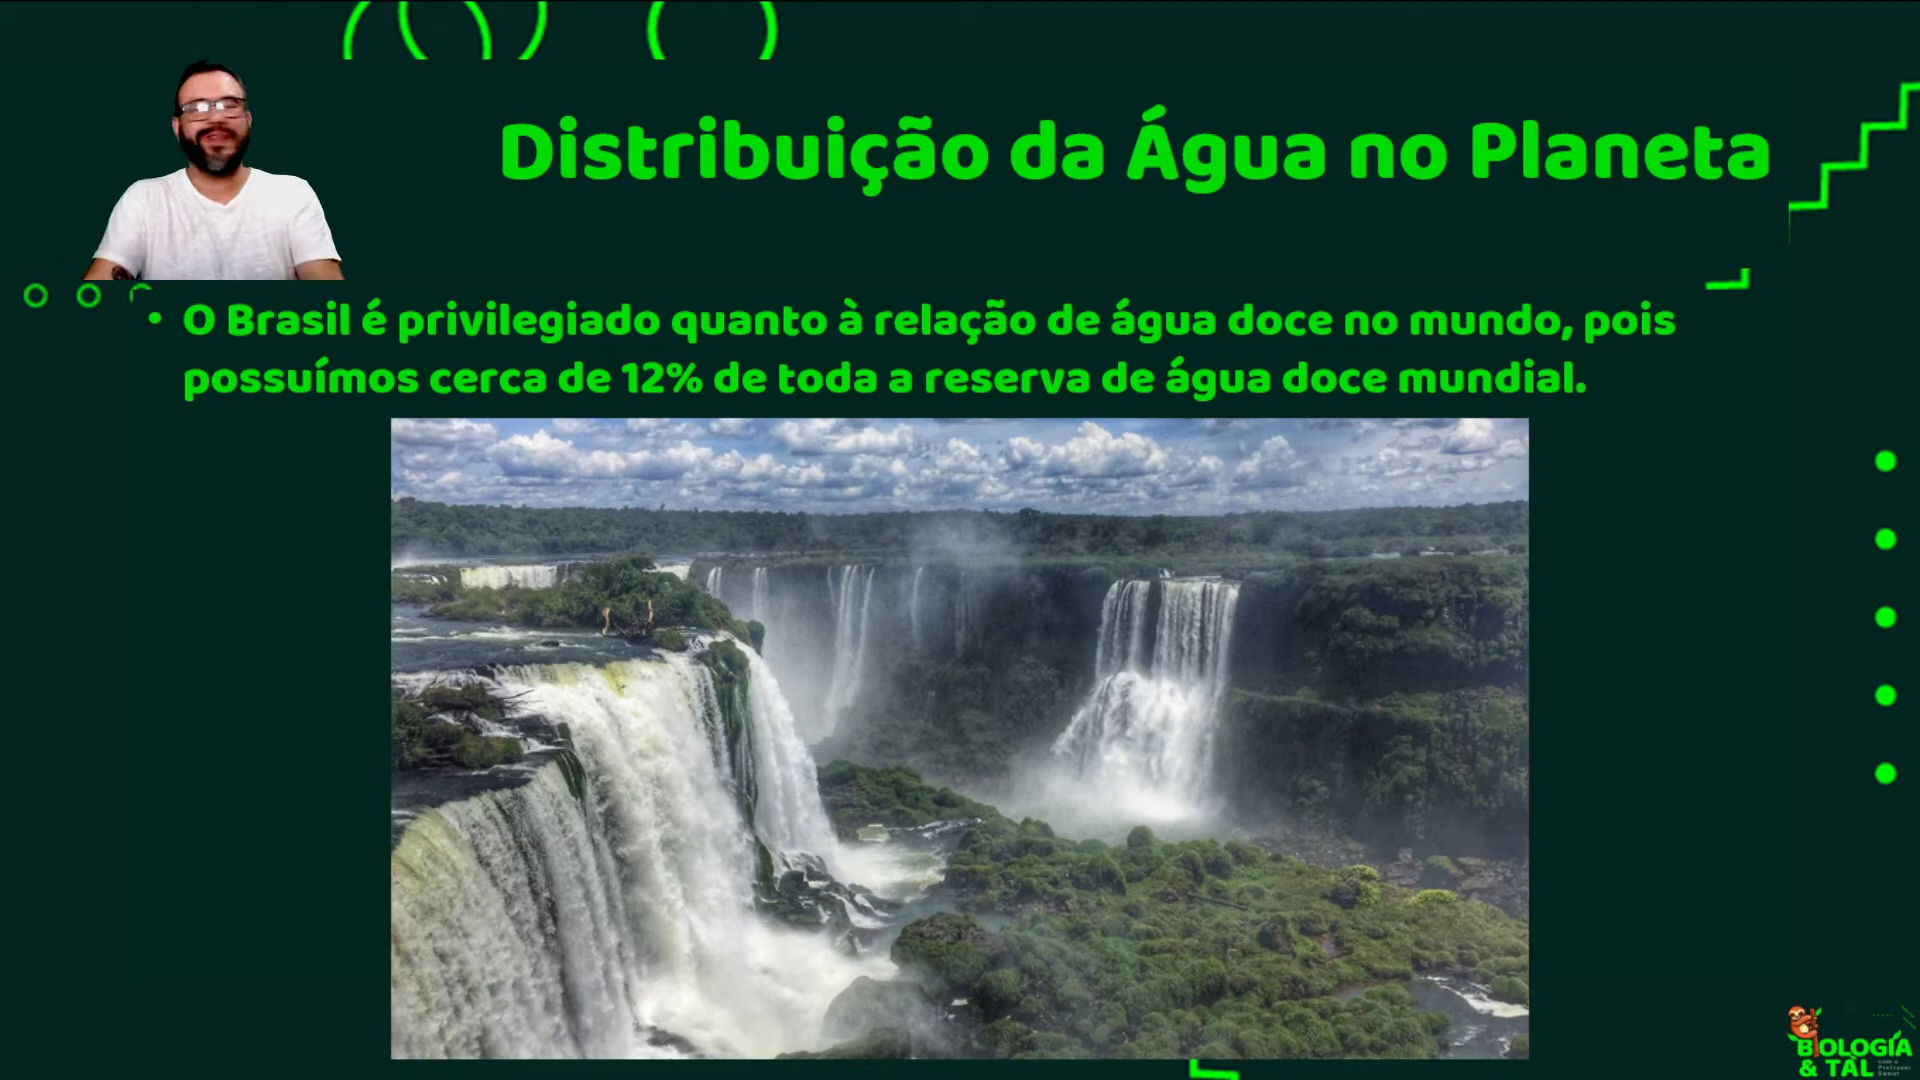 Distribuição da Água no Planeta
• O Brasil é privilegiado quanto à relação de água doce no mundo, pois
possuímos cerca de 12% de toda a reserva de água doce mundial.
BIOLOGIA
& TAL